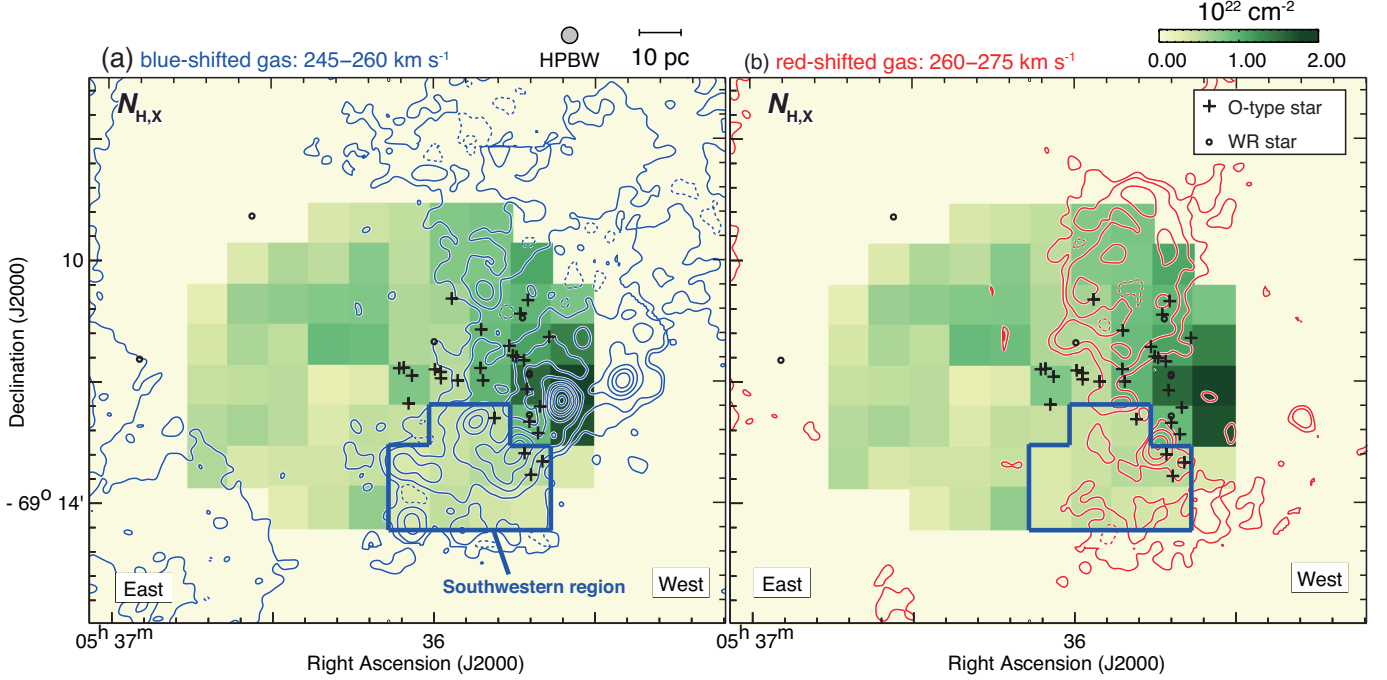 10²² cm⁻²
0.00 1.00 2.00
(a) blue-shifted gas: 245–260 km s⁻¹
HPBW
10 pc
(b) red-shifted gas: 260–275 km s⁻¹
N_H,X
N_H,X
+ O-type star
WR star
Declination (J2000)
10
- 69° 14'
East
Southwestern region
West
East
West
05ʰ 37ᵐ
36
05ʰ 37ᵐ
36
Right Ascension (J2000)
Right Ascension (J2000)